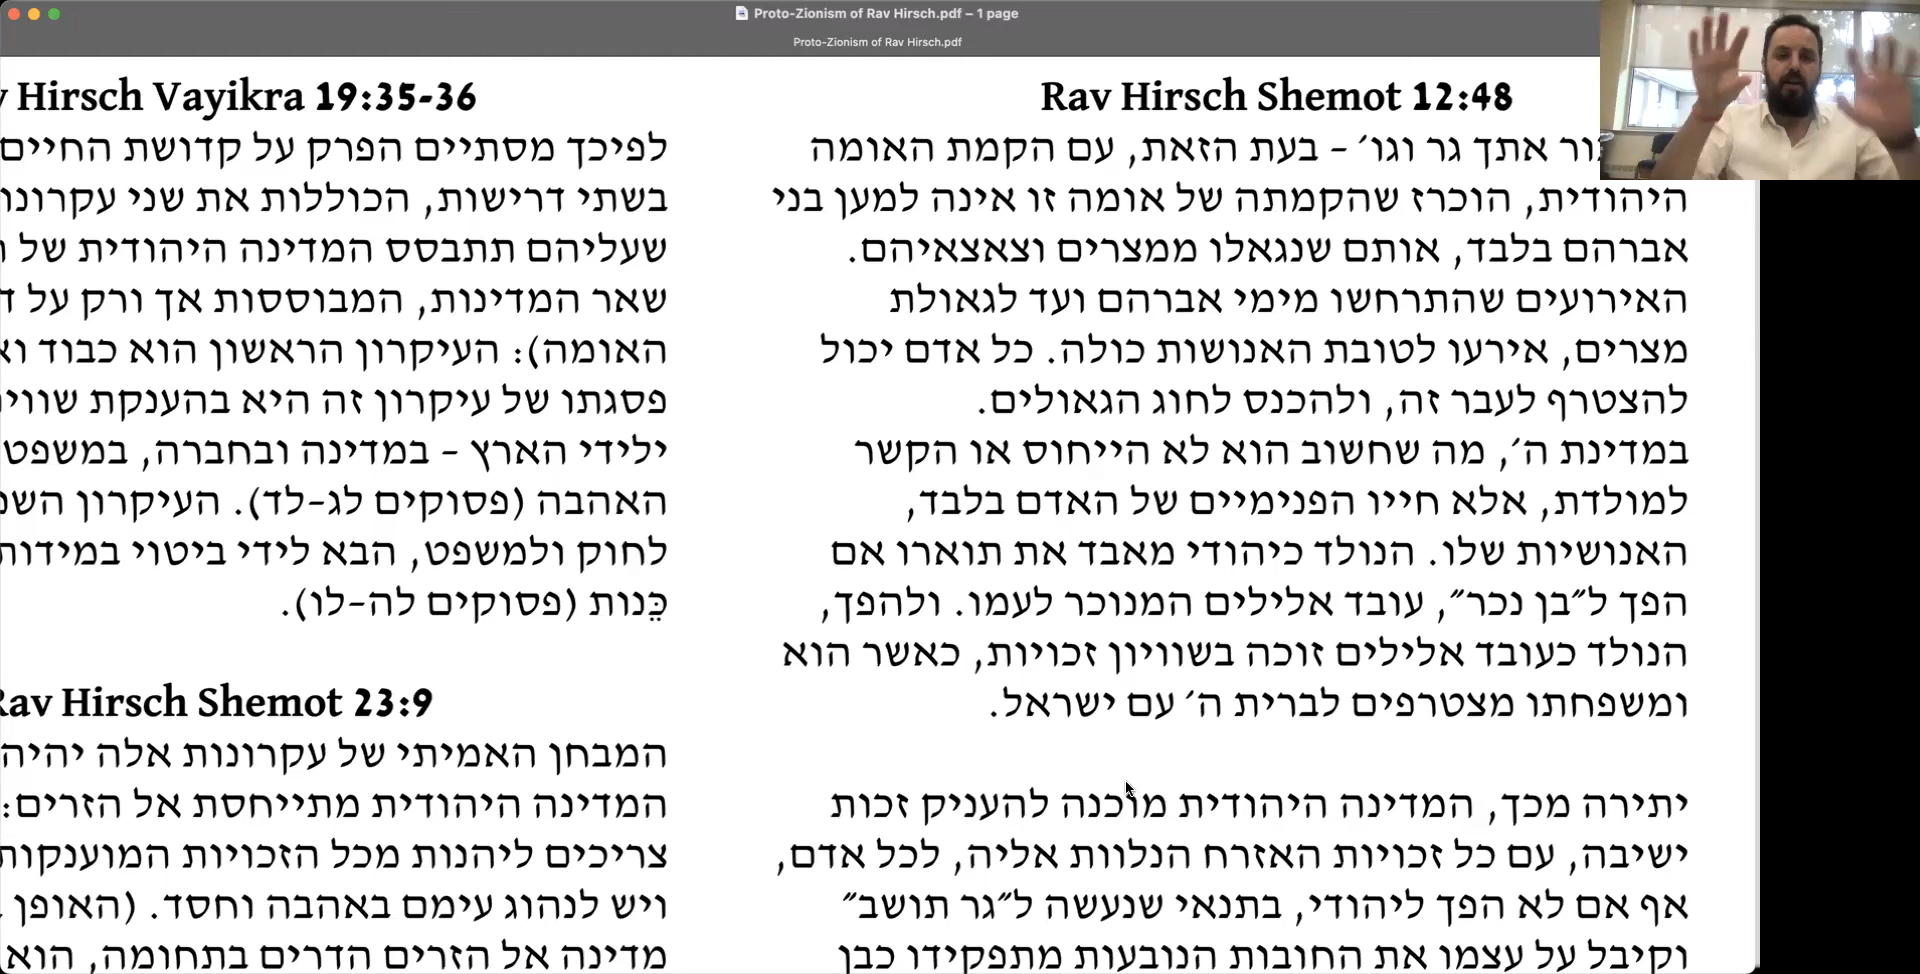 Proto-Zionism of Rav Hirsch.pdf – 1 page
Proto-Zionism of Rav Hirsch.pdf
Rav Hirsch Shemot 12:48
אתך גר וגו׳ - בעת הזאת, עם הקמת האומה
היהודית, הוכרז שהקמתה של אומה זו אינה למען בני
אברהם בלבד, אותם שנגאלו ממצרים וצאצאיהם.
האירועים שהתרחשו מימי אברהם ועד לגאולת
מצרים, אירעו לטובת האנושות כולה. כל אדם יכול
להצטרף לעבר זה, ולהכנס לחוג הגאולים.
במדינת ה׳, מה שחשוב הוא לא הייחוס או הקשר
למולדת, אלא חייו הפנימיים של האדם בלבד,
האנושיות שלו. הנולד כיהודי מאבד את תוארו אם
הפך ל״בן נכר״, עובד אלילים המנוכר לעמו. ולהפך,
הנולד כעובד אלילים זוכה בשוויון זכויות, כאשר הוא
ומשפחתו מצטרפים לברית ה׳ עם ישראל.
יתירה מכך, המדינה היהודית מוכנה להעניק זכות
ישיבה, עם כל זכויות האזרח הנלוות אליה, לכל אדם,
אף אם לא הפך ליהודי, בתנאי שנעשה ל״גר תושב״
וקיבל על עצמו את החובות הנובעות מתפקידו כבן
Hirsch Vayikra 19:35-36
לפיכך מסתיים הפרק על קדושת החיים
בשתי דרישות, הכוללות את שני
שעליהם תתבסס המדינה היהודית של
שאר המדינות, המבוססות אך ורק על
האומה): העיקרון הראשון הוא כבוד
פסגתו של עיקרון זה היא בהענקת
ילידי הארץ - במדינה ובחברה, במשפט
האהבה (פסוקים לג-לד). העיקרון
לחוק ולמשפט, הבא לידי ביטוי במידות
כֵּנות (פסוקים לה-לו).
Rav Hirsch Shemot 23:9
המבחן האמיתי של עקרונות אלה יהיה
המדינה היהודית מתייחסת אל הזרים:
צריכים ליהנות מכל הזכויות המוענקות
ויש לנהוג עימם באהבה וחסד. (האופן
מדינה אל הזרים הדרים בתחומה, הוא